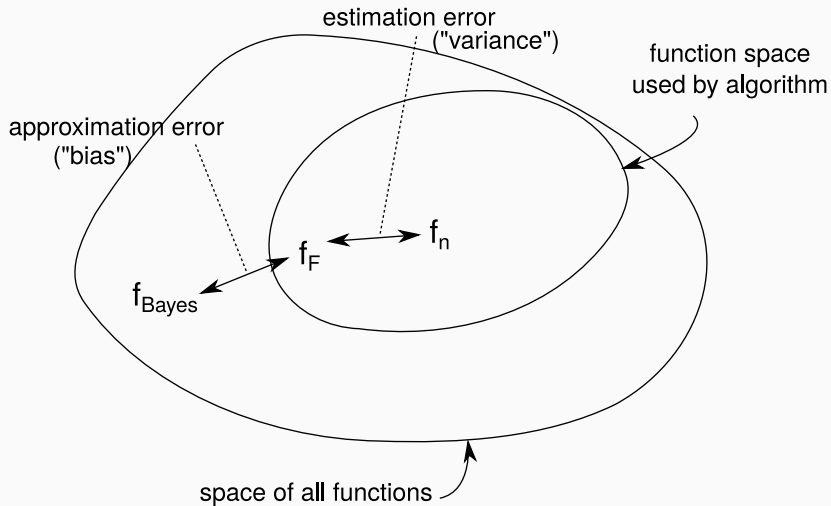 estimation error
("variance")
function space
used by algorithm
approximation error
("bias")
f_F
f_n
f_Bayes
space of all functions